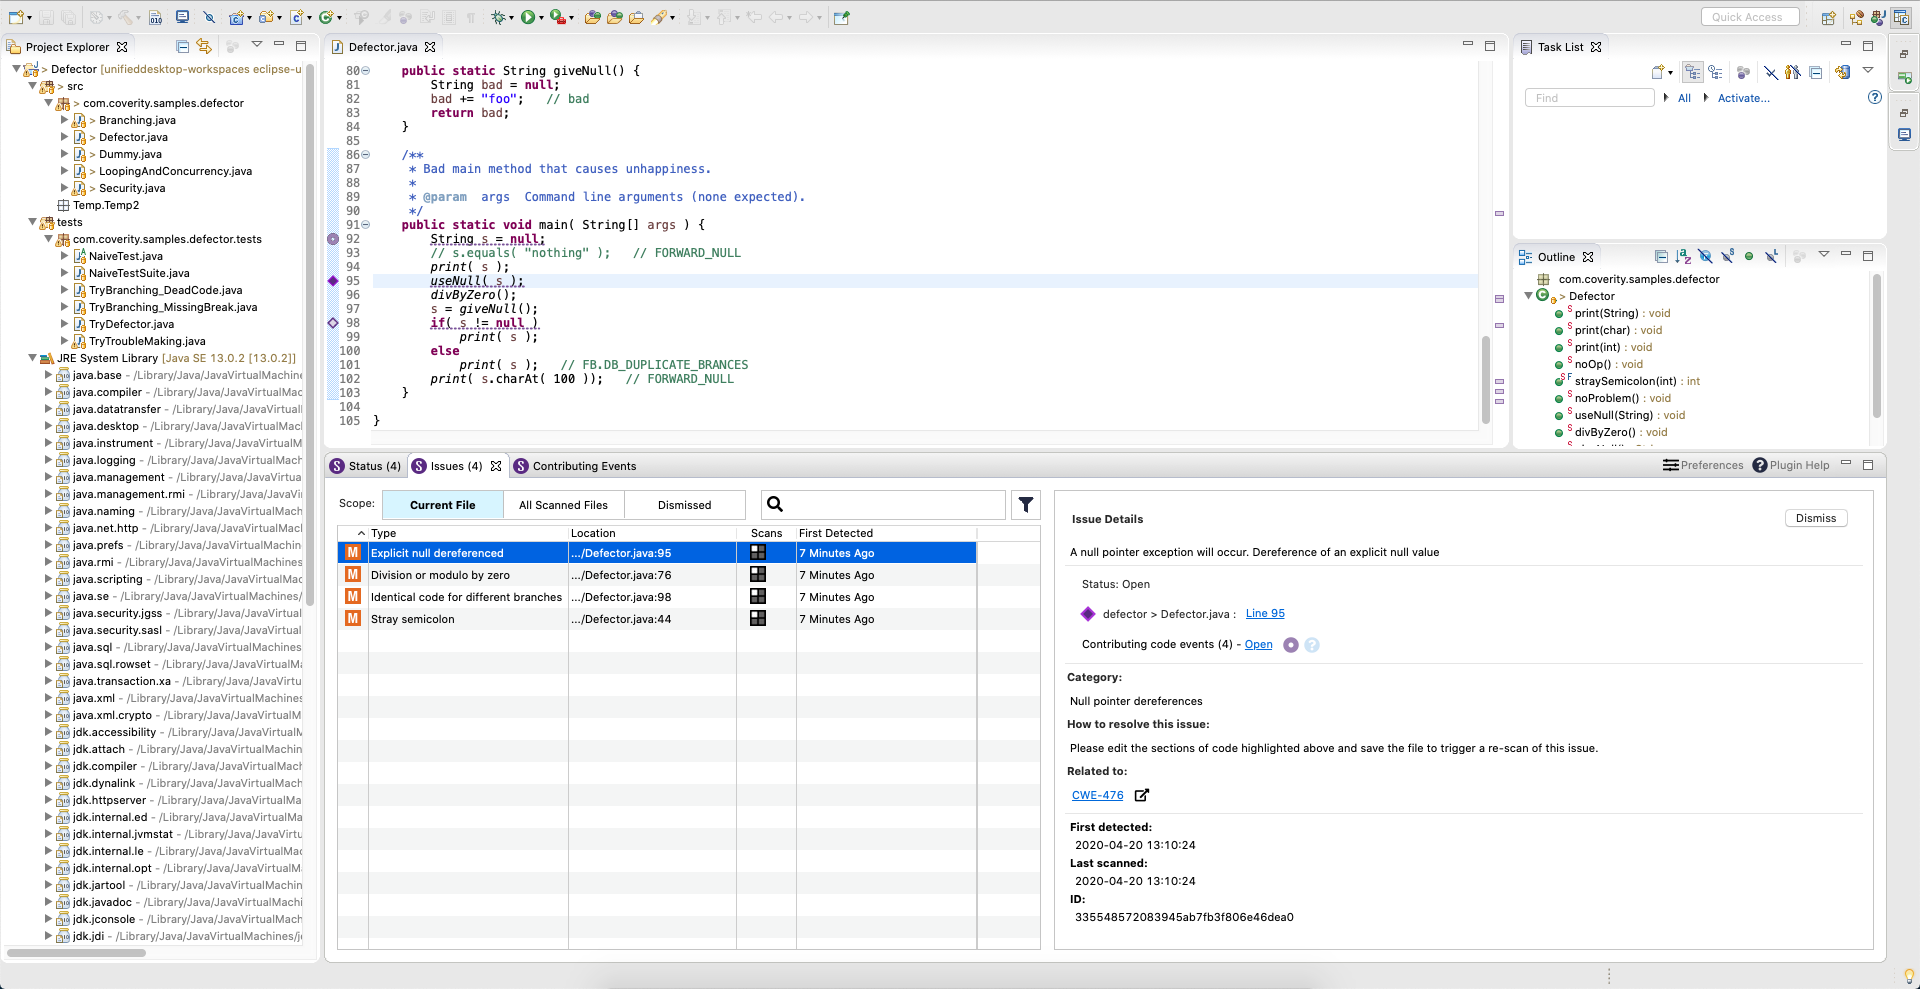 Quick Access
Project Explorer
> Defector [unifieddesktop-workspaces eclipse-u
> src
> com.coverity.samples.defector
> Branching.java
> Defector.java
> Dummy.java
> LoopingAndConcurrency.java
> Security.java
Temp.Temp2
tests
com.coverity.samples.defector.tests
NaiveTest.java
NaiveTestSuite.java
TryBranching_DeadCode.java
TryBranching_MissingBreak.java
TryDefector.java
TryTroubleMaking.java
JRE System Library [Java SE 13.0.2 [13.0.2]]
java.base - /Library/Java/JavaVirtualMachine
java.compiler - /Library/Java/JavaVirtualMac
java.datatransfer - /Library/Java/JavaVirtual
java.desktop - /Library/Java/JavaVirtualMach
java.instrument - /Library/Java/JavaVirtualM
java.logging - /Library/Java/JavaVirtualMach
java.management - /Library/Java/JavaVirtua
java.management.rmi - /Library/Java/JavaVi
java.naming - /Library/Java/JavaVirtualMach
java.net.http - /Library/Java/JavaVirtualMac
java.prefs - /Library/Java/JavaVirtualMachin
java.rmi - /Library/Java/JavaVirtualMachines
java.scripting - /Library/Java/JavaVirtualMa
java.se - /Library/Java/JavaVirtualMachines/
java.security.jgss - /Library/Java/JavaVirtua
java.security.sasl - /Library/Java/JavaVirtual
java.sql - /Library/Java/JavaVirtualMachines
java.sql.rowset - /Library/Java/JavaVirtualM
java.transaction.xa - /Library/Java/JavaVirtu
java.xml - /Library/Java/JavaVirtualMachines
java.xml.crypto - /Library/Java/JavaVirtualM
jdk.accessibility - /Library/Java/JavaVirtual
jdk.attach - /Library/Java/JavaVirtualMachin
jdk.compiler - /Library/Java/JavaVirtualMac
jdk.dynalink - /Library/Java/JavaVirtualMach
jdk.httpserver - /Library/Java/JavaVirtualMa
jdk.internal.ed - /Library/Java/JavaVirtualM
jdk.internal.jvmstat - /Library/Java/JavaVirtu
jdk.internal.le - /Library/Java/JavaVirtualMa
jdk.internal.opt - /Library/Java/JavaVirtualM
jdk.jartool - /Library/Java/JavaVirtualMachin
jdk.javadoc - /Library/Java/JavaVirtualMach
jdk.jconsole - /Library/Java/JavaVirtualMach
jdk.jdi - /Library/Java/JavaVirtualMachines/j
Defector.java
80 public static String giveNull() {
81 String bad = null;
82 bad += "foo"; // bad
83 return bad;
84 }
85
86 /**
87 * Bad main method that causes unhappiness.
88 *
89 * @param args Command line arguments (none expected).
90 */
91 public static void main( String[] args ) {
92 String s = null;
93 // s.equals( "nothing" ); // FORWARD_NULL
94 print( s );
95 useNull( s );
96 divByZero();
97 s = giveNull();
98 if( s != null )
99 print( s );
100 else
101 print( s ); // FB.DB_DUPLICATE_BRANCES
102 print( s.charAt( 100 )); // FORWARD_NULL
103 }
104
105 }
Task List
Find
All
Activate...
Outline
com.coverity.samples.defector
> Defector
print(String) : void
print(char) : void
print(int) : void
noOp() : void
straySemicolon(int) : int
noProblem() : void
useNull(String) : void
divByZero() : void
Status (4)
Issues (4)
Contributing Events
Preferences
Plugin Help
Scope:
Current File
All Scanned Files
Dismissed
Type Location Scans First Detected
M Explicit null dereferenced .../Defector.java:95 7 Minutes Ago
M Division or modulo by zero .../Defector.java:76 7 Minutes Ago
M Identical code for different branches .../Defector.java:98 7 Minutes Ago
M Stray semicolon .../Defector.java:44 7 Minutes Ago
Issue Details
Dismiss
A null pointer exception will occur. Dereference of an explicit null value
Status: Open
defector > Defector.java : Line 95
Contributing code events (4) - Open
Category:
Null pointer dereferences
How to resolve this issue:
Please edit the sections of code highlighted above and save the file to trigger a re-scan of this issue.
Related to:
CWE-476
First detected:
2020-04-20 13:10:24
Last scanned:
2020-04-20 13:10:24
ID:
335548572083945ab7fb3f806e46dea0